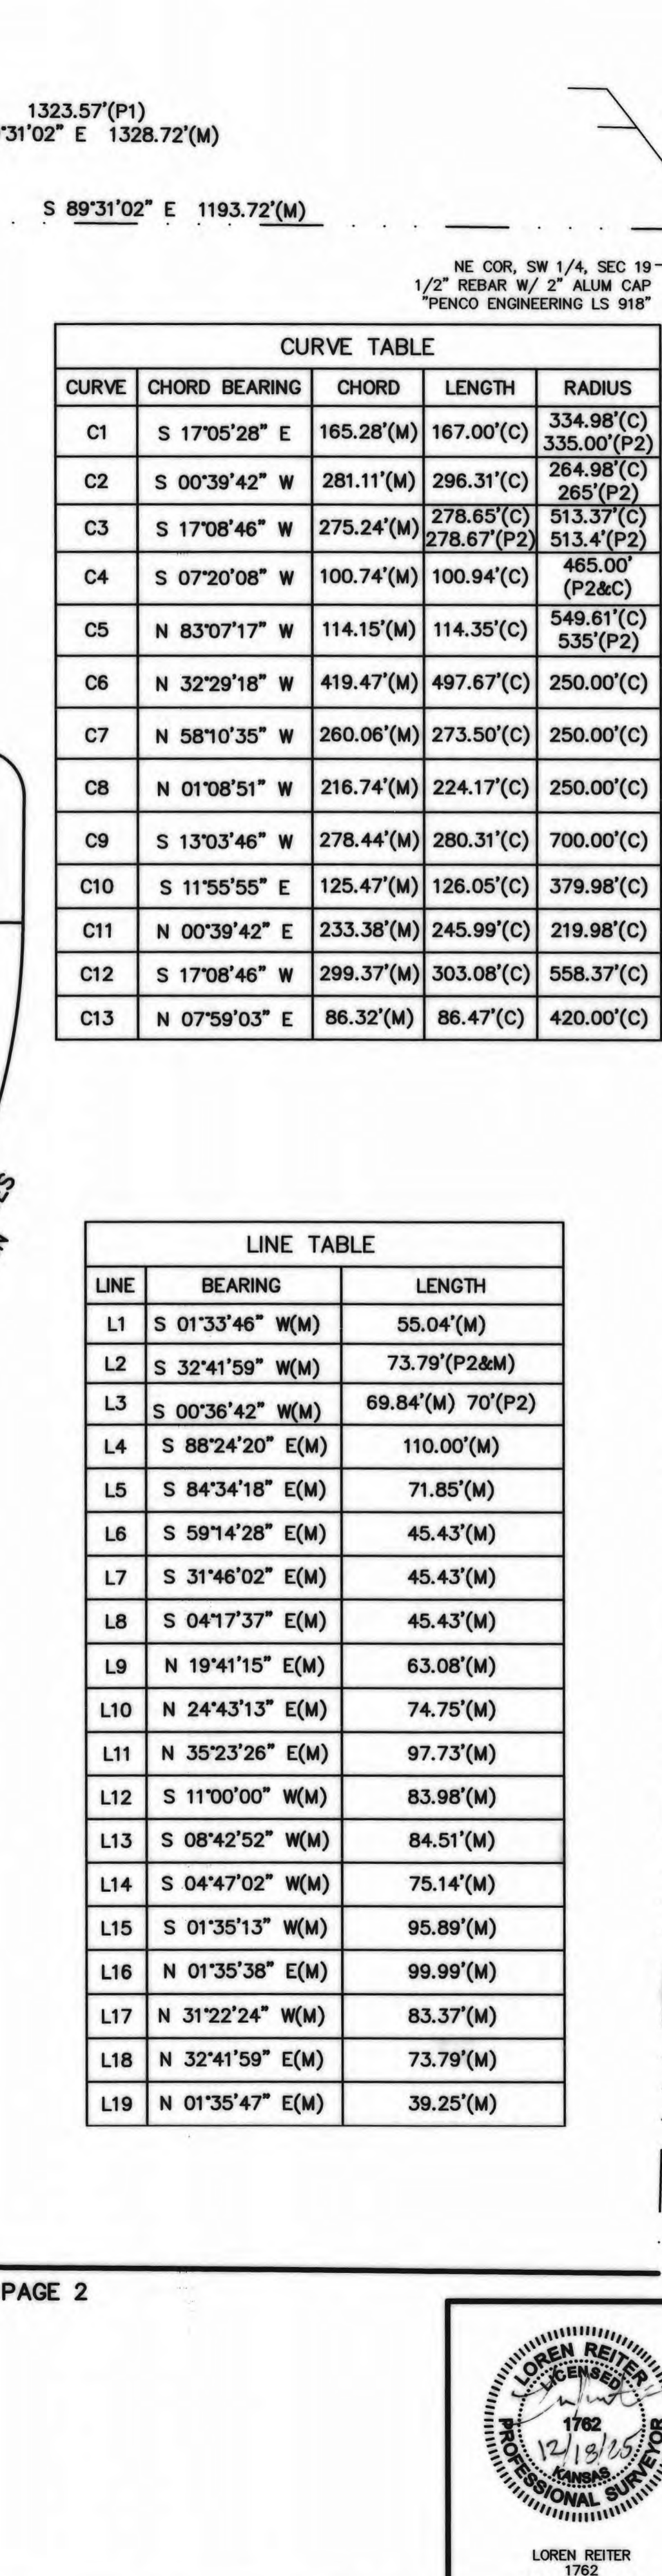 1323.57'(P1)
°31'02" E 1328.72'(M)
S 89°31'02" E 1193.72'(M)
NE COR, SW 1/4, SEC 19
1/2" REBAR W/ 2" ALUM CAP
"PENCO ENGINEERING LS 918"
CURVE TABLE
CURVE CHORD BEARING CHORD LENGTH RADIUS
C1 S 17°05'28" E 165.28'(M) 167.00'(C) 334.98'(C)
335.00'(P2)
C2 S 00°39'42" W 281.11'(M) 296.31'(C) 264.98'(C)
265'(P2)
C3 S 17°08'46" W 275.24'(M) 278.65'(C) 513.37'(C)
278.67'(P2) 513.4'(P2)
C4 S 07°20'08" W 100.74'(M) 100.94'(C) 465.00'
(P2&C)
C5 N 83°07'17" W 114.15'(M) 114.35'(C) 549.61'(C)
535'(P2)
C6 N 32°29'18" W 419.47'(M) 497.67'(C) 250.00'(C)
C7 N 58°10'35" W 260.06'(M) 273.50'(C) 250.00'(C)
C8 N 01°08'51" W 216.74'(M) 224.17'(C) 250.00'(C)
C9 S 13°03'46" W 278.44'(M) 280.31'(C) 700.00'(C)
C10 S 11°55'55" E 125.47'(M) 126.05'(C) 379.98'(C)
C11 N 00°39'42" E 233.38'(M) 245.99'(C) 219.98'(C)
C12 S 17°08'46" W 299.37'(M) 303.08'(C) 558.37'(C)
C13 N 07°59'03" E 86.32'(M) 86.47'(C) 420.00'(C)
LINE TABLE
LINE BEARING LENGTH
L1 S 01°33'46" W(M) 55.04'(M)
L2 S 32°41'59" W(M) 73.79'(P2&M)
L3 S 00°36'42" W(M) 69.84'(M) 70'(P2)
L4 S 88°24'20" E(M) 110.00'(M)
L5 S 84°34'18" E(M) 71.85'(M)
L6 S 59°14'28" E(M) 45.43'(M)
L7 S 31°46'02" E(M) 45.43'(M)
L8 S 04°17'37" E(M) 45.43'(M)
L9 N 19°41'15" E(M) 63.08'(M)
L10 N 24°43'13" E(M) 74.75'(M)
L11 N 35°23'26" E(M) 97.73'(M)
L12 S 11°00'00" W(M) 83.98'(M)
L13 S 08°42'52" W(M) 84.51'(M)
L14 S 04°47'02" W(M) 75.14'(M)
L15 S 01°35'13" W(M) 95.89'(M)
L16 N 01°35'38" E(M) 99.99'(M)
L17 N 31°22'24" W(M) 83.37'(M)
L18 N 32°41'59" E(M) 73.79'(M)
L19 N 01°35'47" E(M) 39.25'(M)
PAGE 2
LOREN REITER
LICENSED
1762
12/18/25
KANSAS
PROFESSIONAL SURVEYOR
LOREN REITER
1762